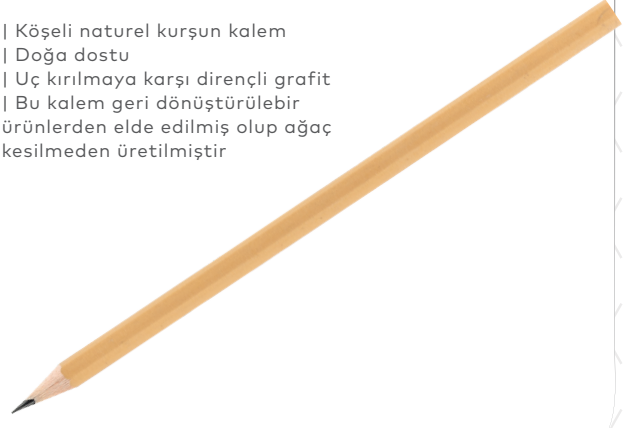 | Köşeli naturel kurşun kalem
| Doğa dostu
| Uç kırılmaya karşı dirençli grafit
| Bu kalem geri dönüştürülebir
ürünlerden elde edilmiş olup ağaç
kesilmeden üretilmiştir